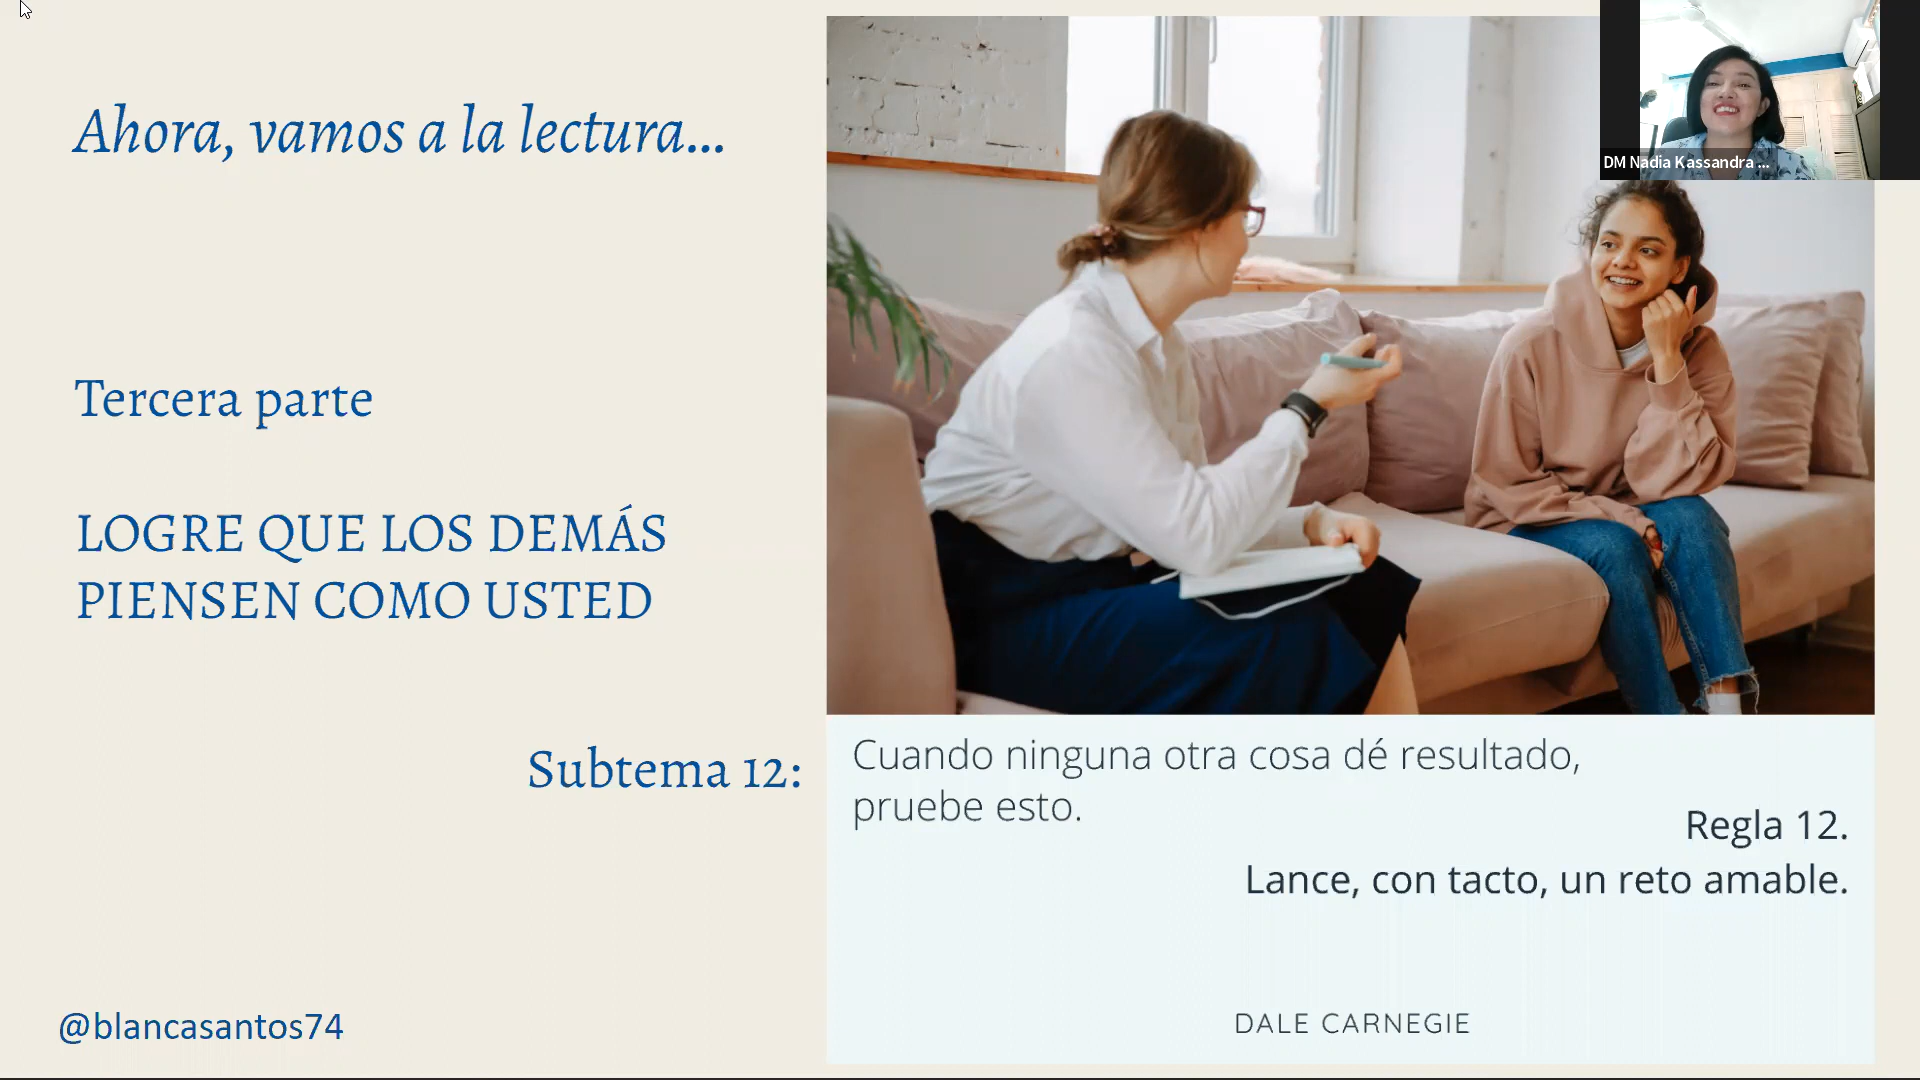 Ahora, vamos a la lectura...
Tercera parte
LOGRE QUE LOS DEMÁS
PIENSEN COMO USTED
Subtema 12:
Cuando ninguna otra cosa dé resultado,
pruebe esto.
Regla 12.
Lance, con tacto, un reto amable.
DALE CARNEGIE
@blancasantos74
DM Nadia Kassandra ...